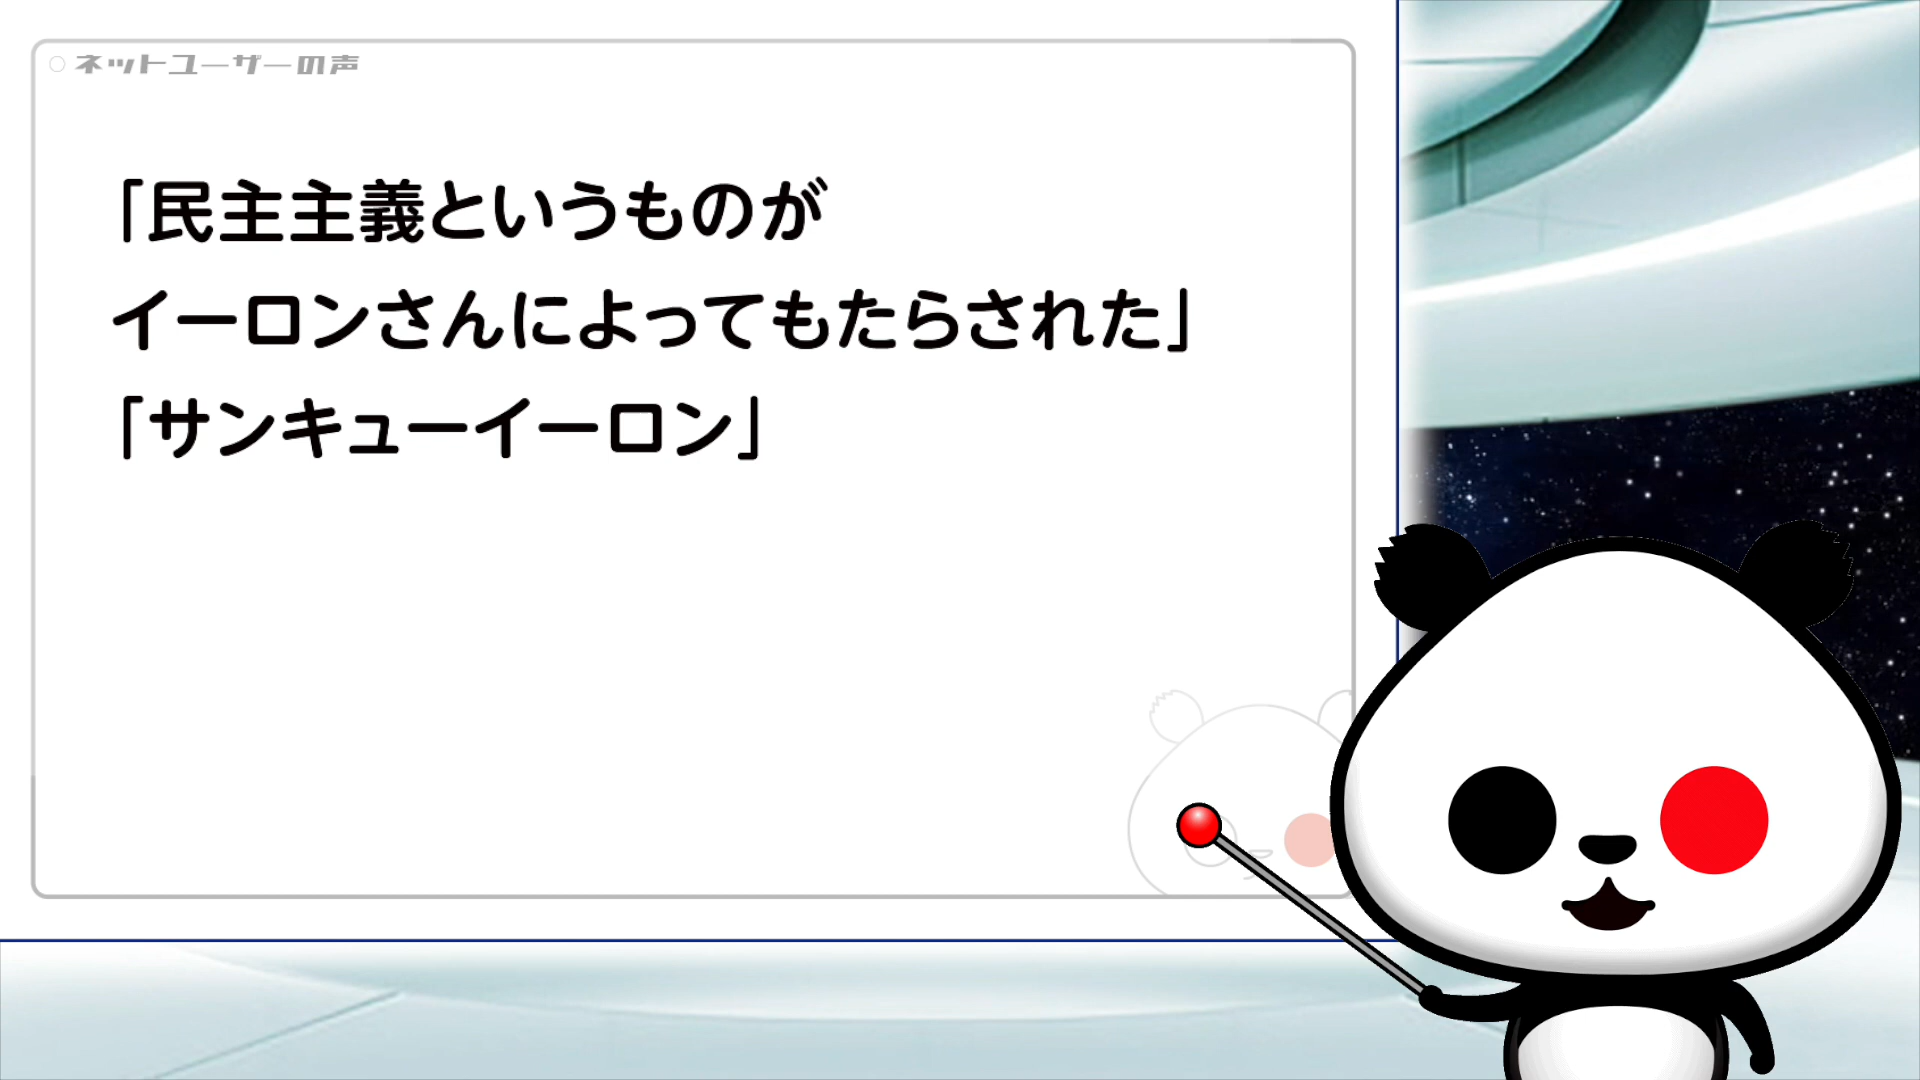 ネットユーザーの声
「民主主義というものが
イーロンさんによってもたらされた」
「サンキューイーロン」